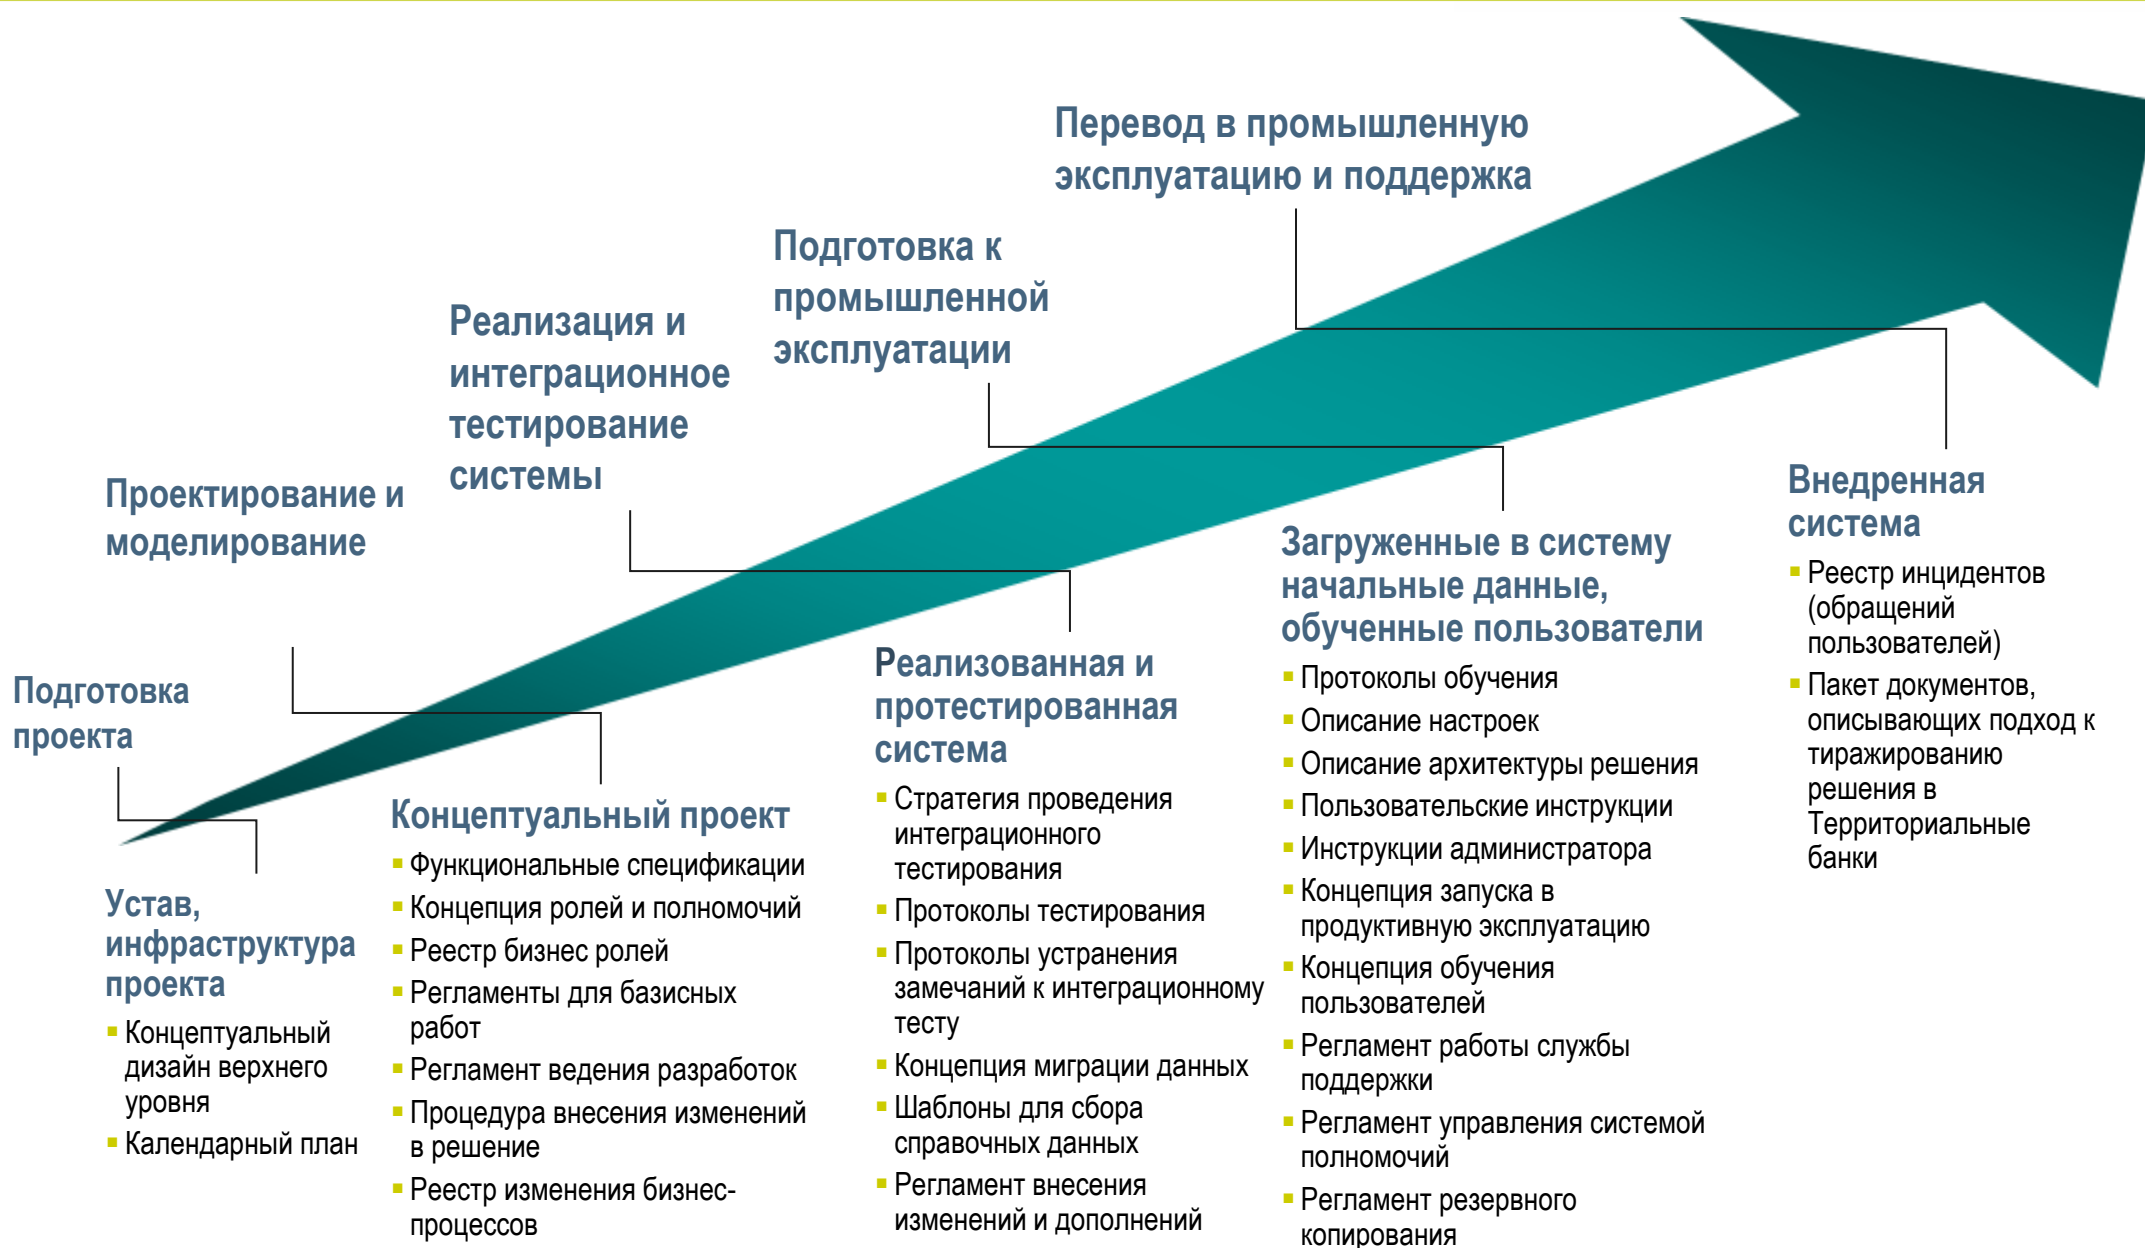 Перевод в промышленную
эксплуатацию и поддержка
Подготовка к
промышленной
эксплуатации
Реализация и
интеграционное
тестирование
системы
Проектирование и
моделирование
Подготовка
проекта
Устав,
инфраструктура
проекта
Концептуальный
дизайн верхнего
уровня
Календарный план
Концептуальный проект
Функциональные спецификации
Концепция ролей и полномочий
Реестр бизнес ролей
Регламенты для базисных
работ
Регламент ведения разработок
Процедура внесения изменений
в решение
Реестр изменения бизнес-
процессов
Реализованная и
протестированная
система
Стратегия проведения
интеграционного
тестирования
Протоколы тестирования
Протоколы устранения
замечаний к интеграционному
тесту
Концепция миграции данных
Шаблоны для сбора
справочных данных
Регламент внесения
изменений и дополнений
Загруженные в систему
начальные данные,
обученные пользователи
Протоколы обучения
Описание настроек
Описание архитектуры решения
Пользовательские инструкции
Инструкции администратора
Концепция запуска в
продуктивную эксплуатацию
Концепция обучения
пользователей
Регламент работы службы
поддержки
Регламент управления системой
полномочий
Регламент резервного
копирования
Внедренная
система
Реестр инцидентов
(обращений
пользователей)
Пакет документов,
описывающих подход к
тиражированию
решения в
Территориальные
банки